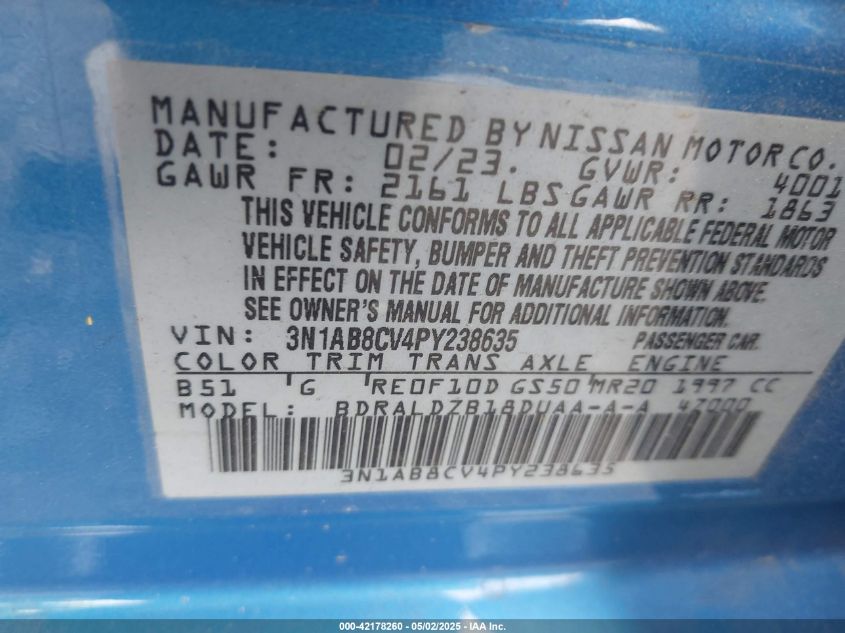 MANUFACTURED BY NISSAN MOTOR CO.
DATE: 02/23. GVWR: 4001
GAWR FR: 2161 LBS GAWR RR: 1863
THIS VEHICLE CONFORMS TO ALL APPLICABLE FEDERAL MOTOR
VEHICLE SAFETY, BUMPER AND THEFT PREVENTION STANDARDS
IN EFFECT ON THE DATE OF MANUFACTURE SHOWN ABOVE.
SEE OWNER'S MANUAL FOR ADDITIONAL INFORMATION.
VIN: 3N1AB8CV4PY238635 PASSENGER CAR.
COLOR TRIM TRANS AXLE ENGINE
B51 G RE0F10D GS50 MR20 1997 CC
MODEL: BDRALDZB18DUAA-A-A 47000
3N1AB8CV4PY238635
000-42178260 - 05/02/2025 - IAA Inc.